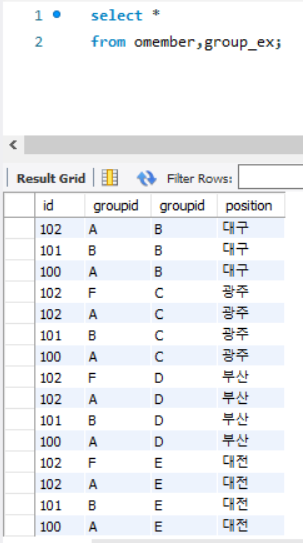 1 select *
2 from omember,group_ex;
Result Grid Filter Rows:
id groupid groupid position
102 A B 대구
101 B B 대구
100 A B 대구
102 F C 광주
102 A C 광주
101 B C 광주
100 A C 광주
102 F D 부산
102 A D 부산
101 B D 부산
100 A D 부산
102 F E 대전
102 A E 대전
101 B E 대전
100 A E 대전